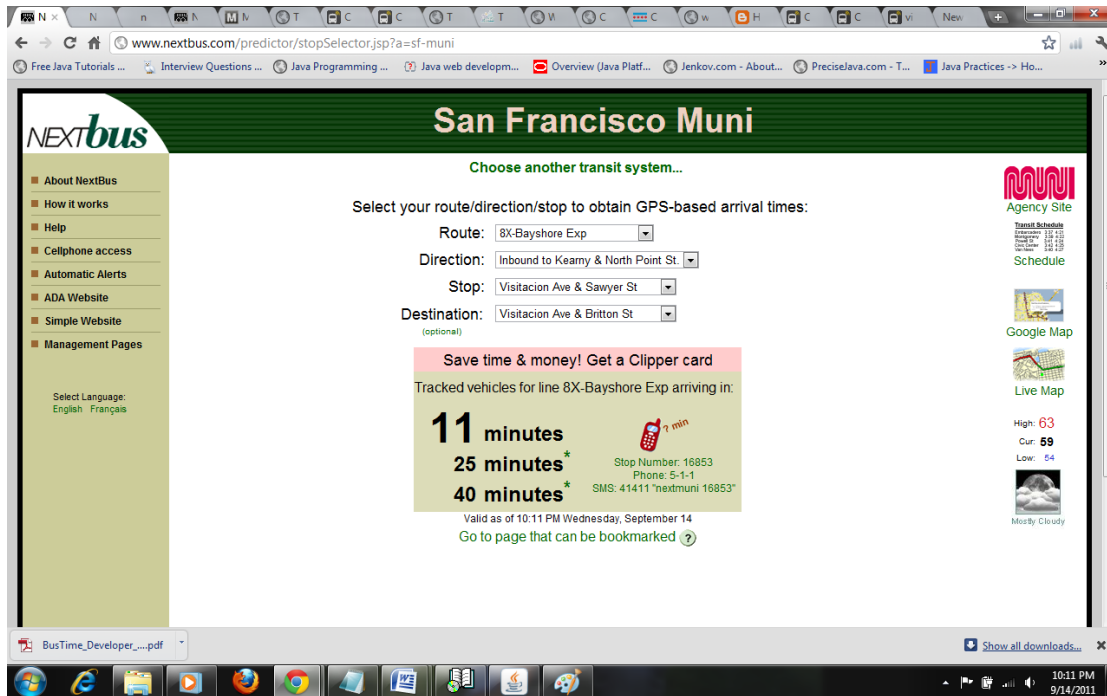 N
N
n
N
M N
T
C
C
T
T
W
C
C
w
H
C
C
vi
New
www.nextbus.com/predictor/stopSelector.jsp?a=sf-muni
Free Java Tutorials ...
Interview Questions ...
Java Programming ...
Java web developm...
Overview (Java Platf...
Jenkov.com - About...
PreciseJava.com - T...
Java Practices -> Ho...
»
NEXTbus
San Francisco Muni
About NextBus
How it works
Help
Cellphone access
Automatic Alerts
ADA Website
Simple Website
Management Pages
Select Language:
English Français
Choose another transit system...
Select your route/direction/stop to obtain GPS-based arrival times:
Route: 8X-Bayshore Exp
Direction: Inbound to Kearny & North Point St.
Stop: Visitacion Ave & Sawyer St
Destination: Visitacion Ave & Britton St
(optional)
Save time & money! Get a Clipper card
Tracked vehicles for line 8X-Bayshore Exp arriving in:
11 minutes
25 minutes*
40 minutes*
? min
Stop Number: 16853
Phone: 5-1-1
SMS: 41411 "nextmuni 16853"
Valid as of 10:11 PM Wednesday, September 14
Go to page that can be bookmarked ?
MUNI
Agency Site
Transit Schedule
Schedule
Google Map
Live Map
High: 63
Cur: 59
Low: 54
Mostly Cloudy
BusTime_Developer_....pdf
Show all downloads...
10:11 PM
9/14/2011